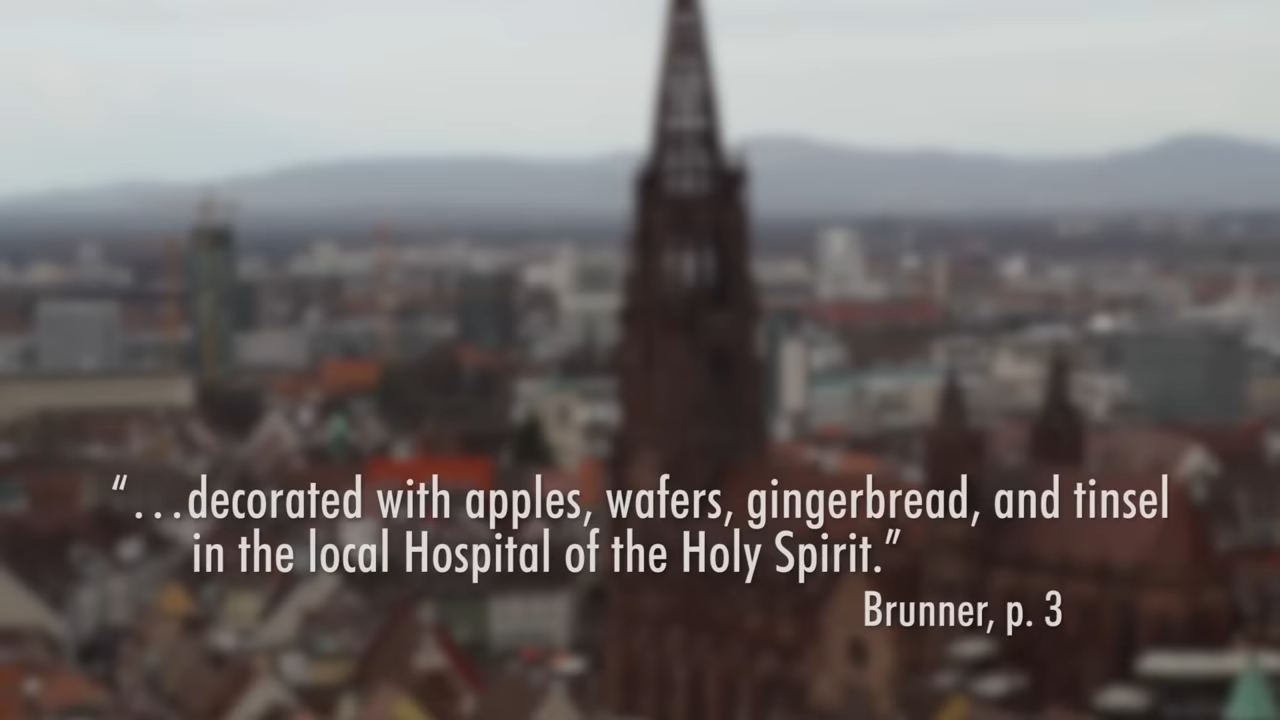 “…decorated with apples, wafers, gingerbread, and tinsel
in the local Hospital of the Holy Spirit.”
Brunner, p. 3